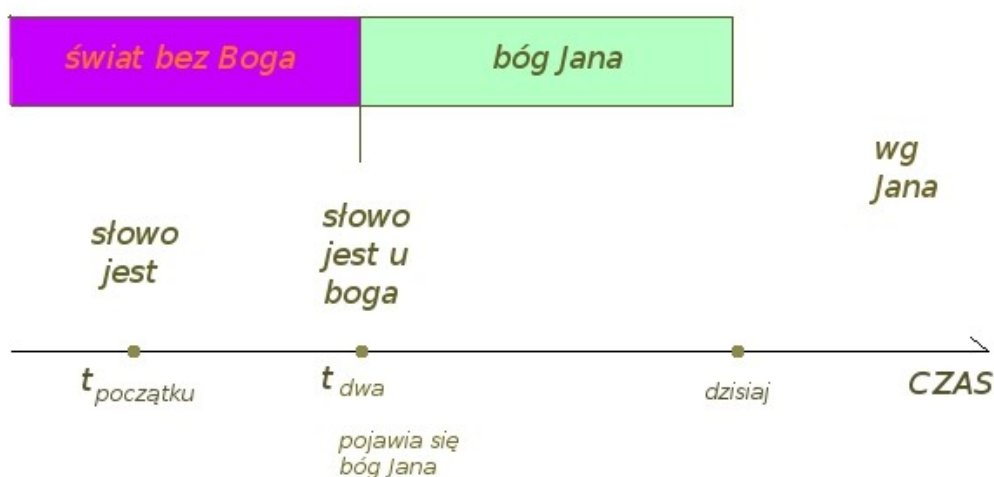 świat bez Boga
bóg Jana
wg
Jana
słowo
jest
słowo
jest u
boga
t początku
t dwa
dzisiaj
CZAS
pojawia się
bóg Jana